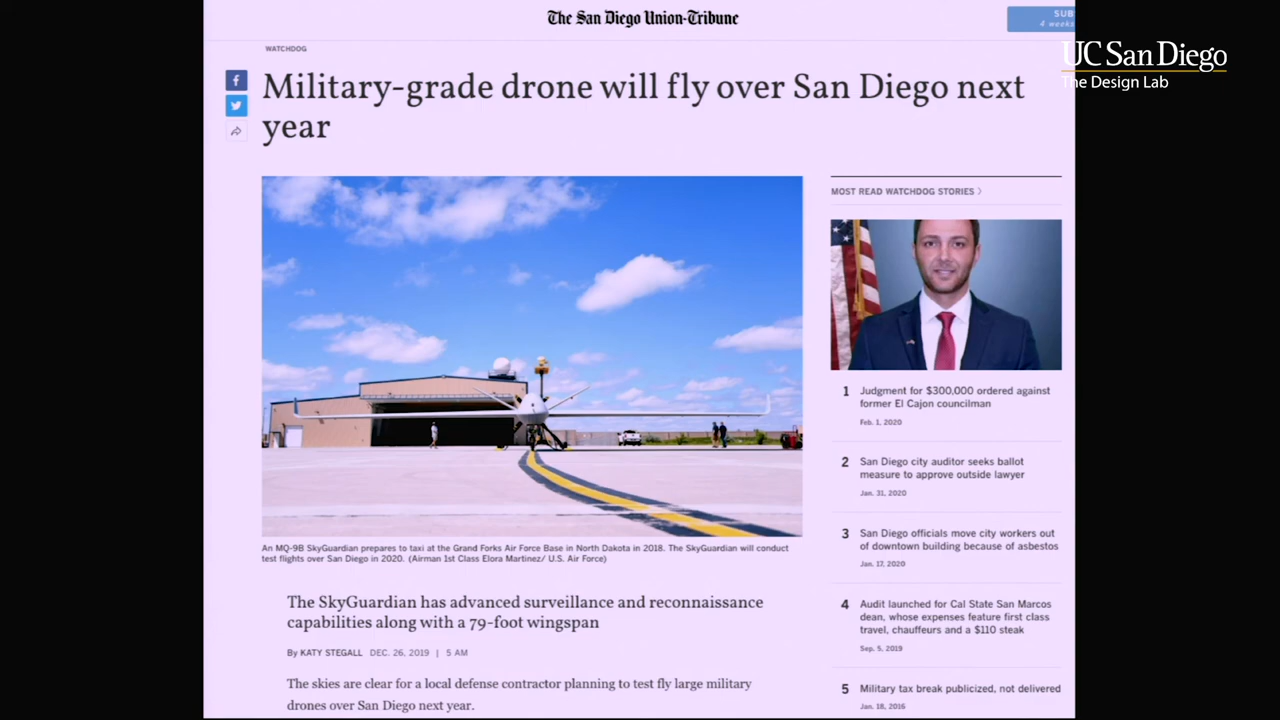 The San Diego Union-Tribune
SUB
4 weeks
UC San Diego
The Design Lab
WATCHDOG
Military-grade drone will fly over San Diego next
year
MOST READ WATCHDOG STORIES
1 Judgment for $300,000 ordered against
former El Cajon councilman
Feb. 1, 2020
2 San Diego city auditor seeks ballot
measure to approve outside lawyer
Jan. 31, 2020
3 San Diego officials move city workers out
of downtown building because of asbestos
Jan. 17, 2020
4 Audit launched for Cal State San Marcos
dean, whose expenses feature first class
travel, chauffeurs and a $110 steak
Sep. 5, 2019
5 Military tax break publicized, not delivered
Jan. 18, 2016
An MQ-9B SkyGuardian prepares to taxi at the Grand Forks Air Force Base in North Dakota in 2018. The SkyGuardian will conduct
test flights over San Diego in 2020. (Airman 1st Class Elora Martinez/ U.S. Air Force)
The SkyGuardian has advanced surveillance and reconnaissance
capabilities along with a 79-foot wingspan
By KATY STEGALL DEC. 26, 2019 | 5 AM
The skies are clear for a local defense contractor planning to test fly large military
drones over San Diego next year.